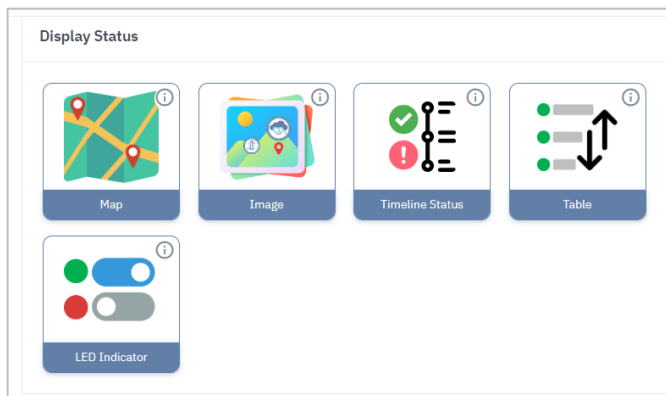 Display Status
Map
Image
Timeline Status
Table
LED Indicator